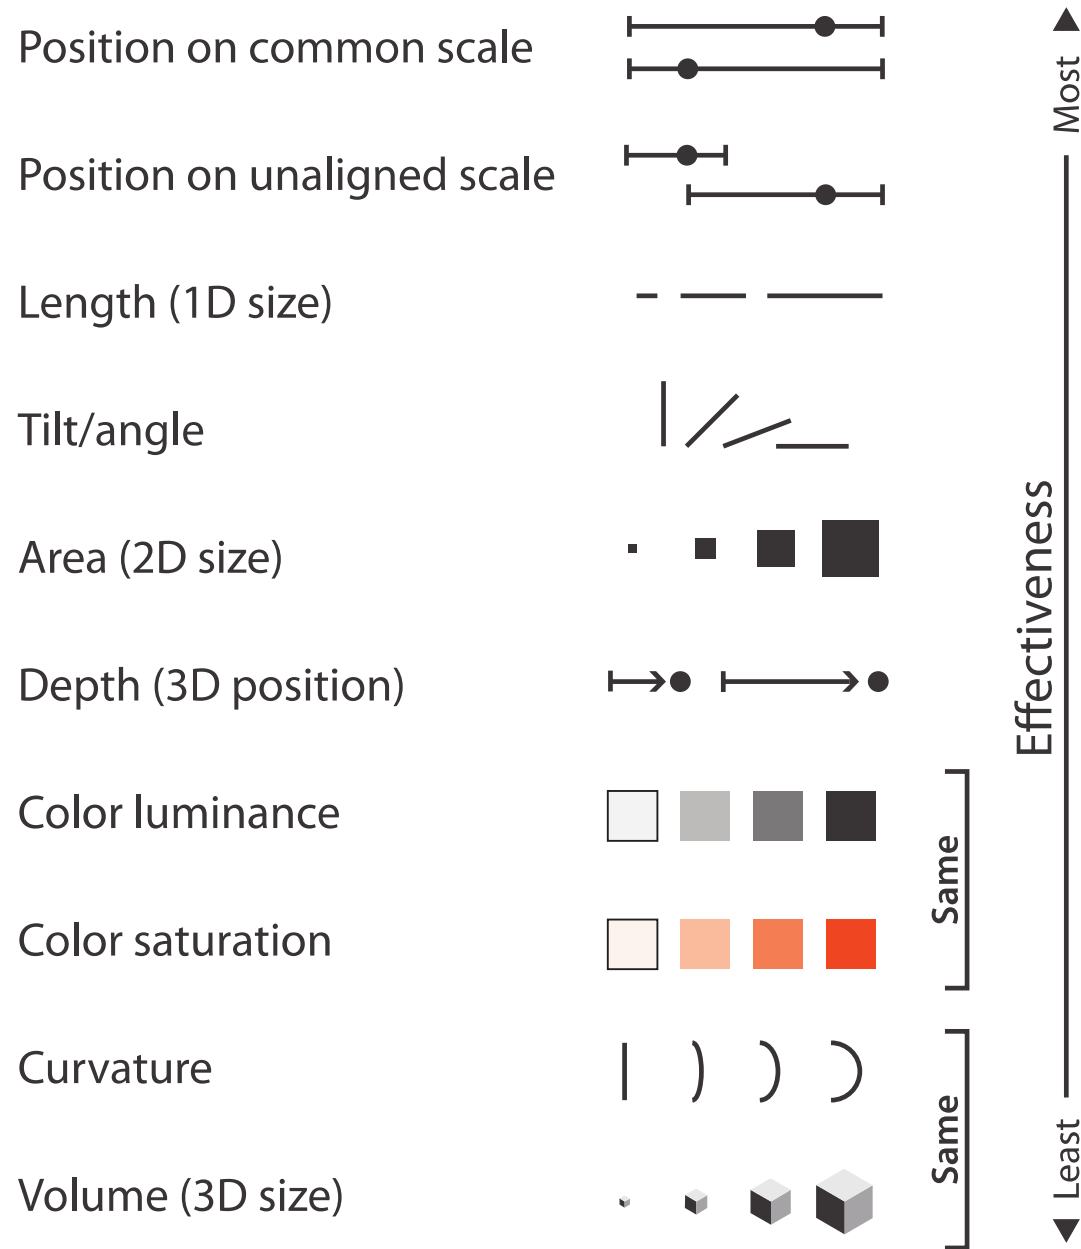 Position on common scale
Position on unaligned scale
Length (1D size)
Tilt/angle
Area (2D size)
Depth (3D position)
Color luminance
Color saturation
Curvature
Volume (3D size)
Same
Same
Most
Effectiveness
Least